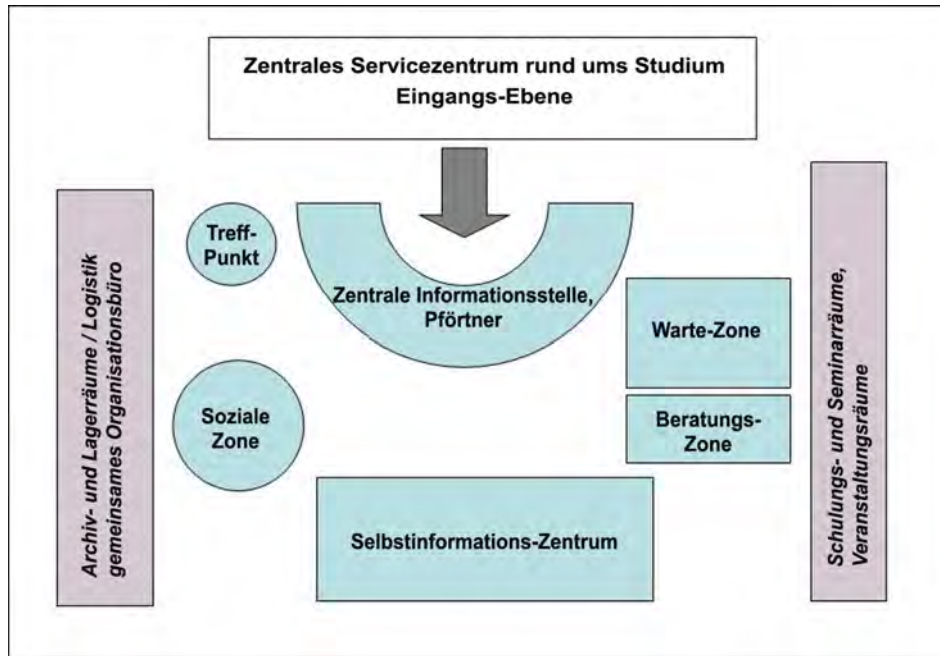 Zentrales Servicezentrum rund ums Studium
Eingangs-Ebene
Treff-
Punkt
Zentrale Informationsstelle,
Pförtner
Warte-Zone
Soziale
Zone
Beratungs-
Zone
Selbstinformations-Zentrum
Archiv- und Lagerräume / Logistik
gemeinsames Organisationsbüro
Schulungs- und Seminarräume,
Veranstaltungsräume